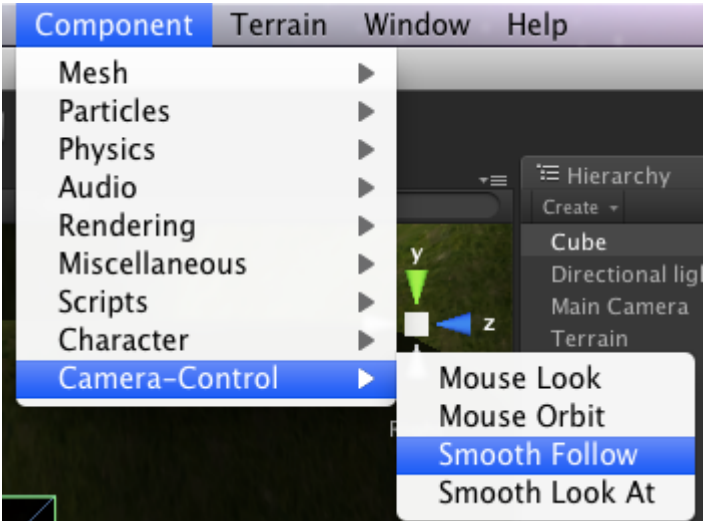 Component Terrain Window Help
Mesh
Particles
Physics
Audio
Rendering
Miscellaneous
Scripts
Character
Camera-Control
Hierarchy
Create
Cube
Directional lig
Main Camera
Terrain
y
z
Mouse Look
Mouse Orbit
Smooth Follow
Smooth Look At